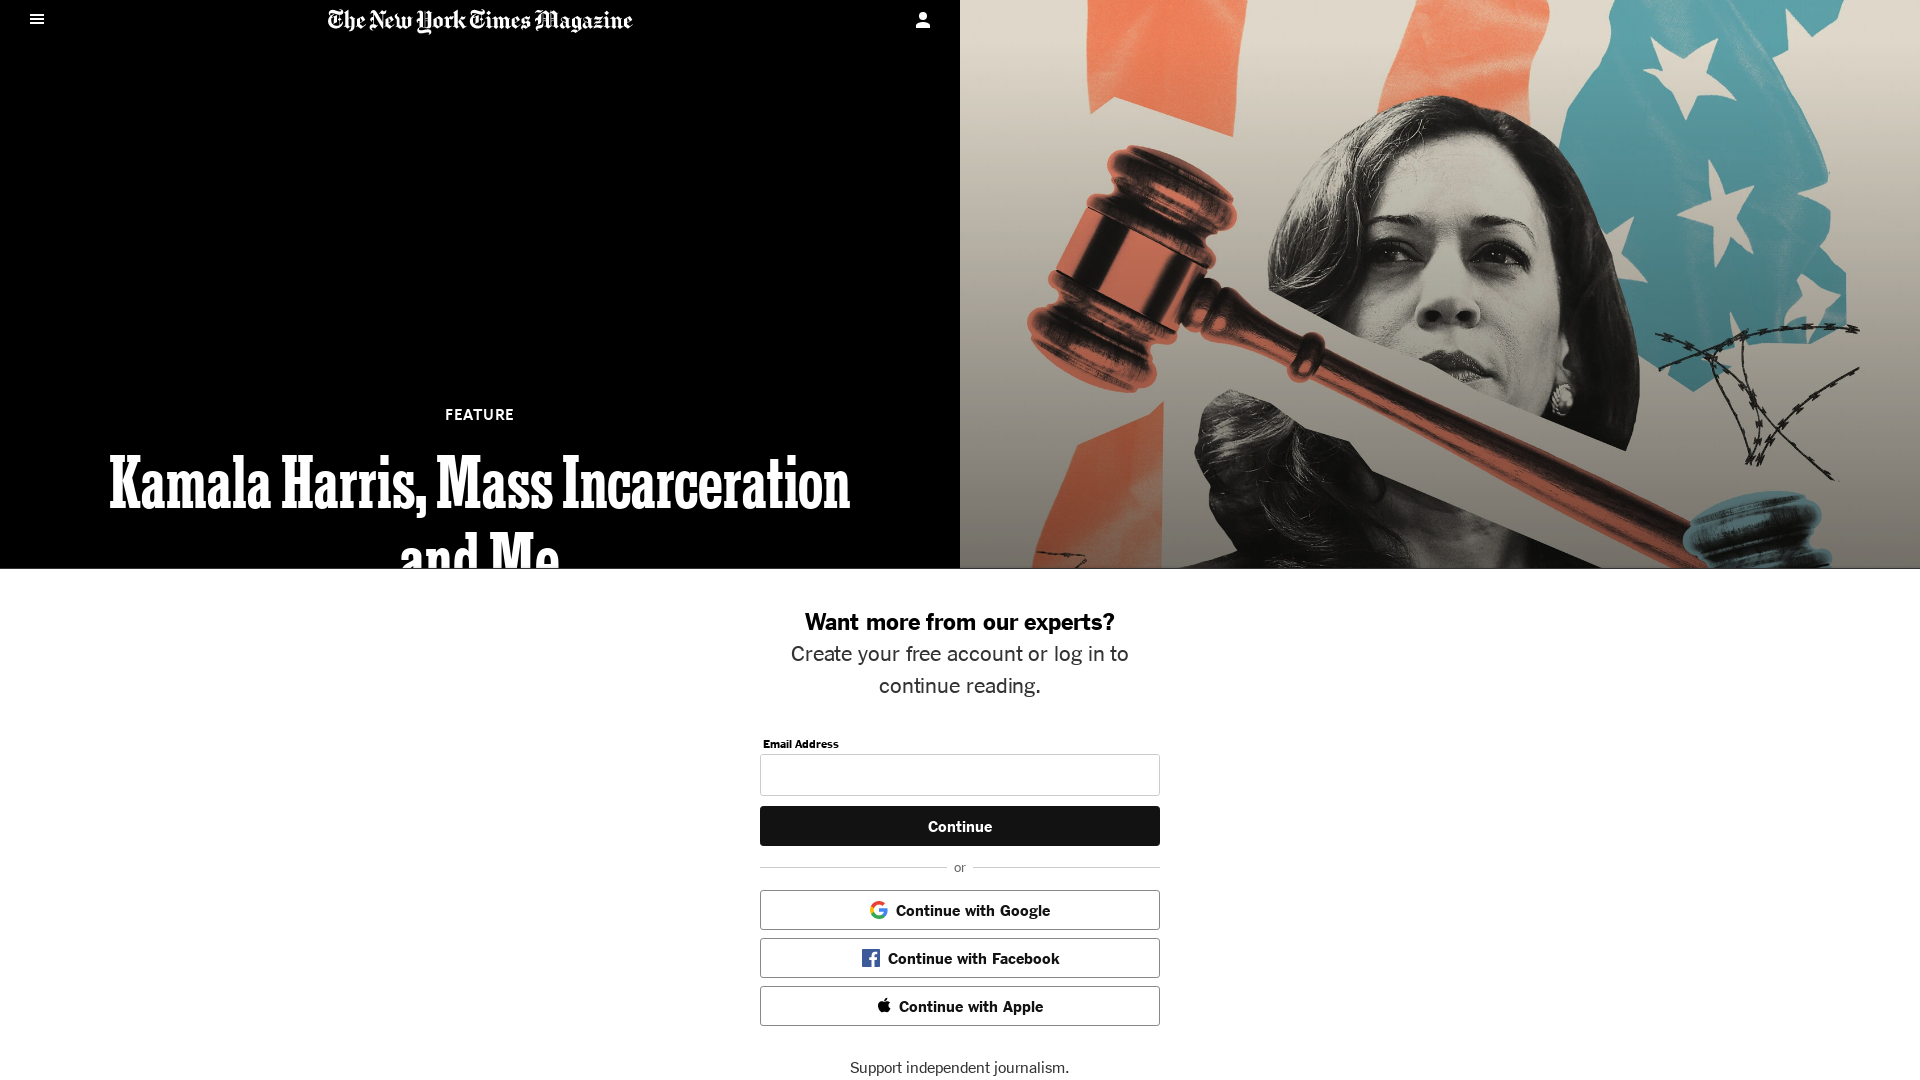 The New York Times Magazine
FEATURE
Kamala Harris, Mass Incarceration
and Me
Want more from our experts?
Create your free account or log in to
continue reading.
Email Address
Continue
or
Continue with Google
Continue with Facebook
Continue with Apple
Support independent journalism.